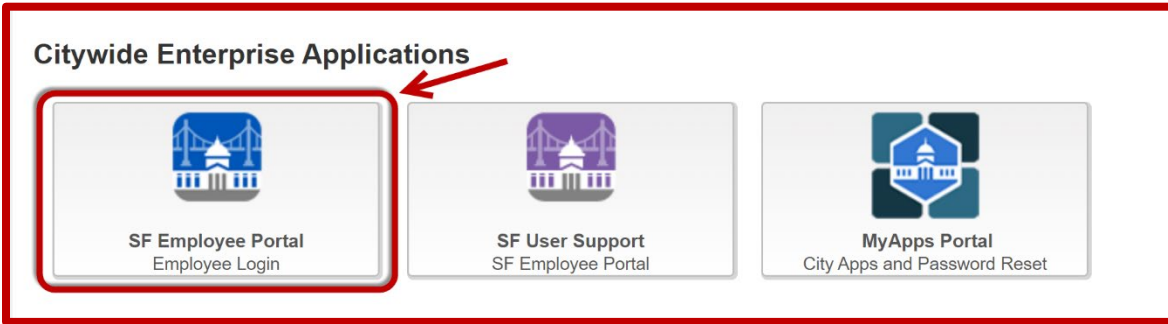 Citywide Enterprise Applications
SF Employee Portal
Employee Login
SF User Support
SF Employee Portal
MyApps Portal
City Apps and Password Reset